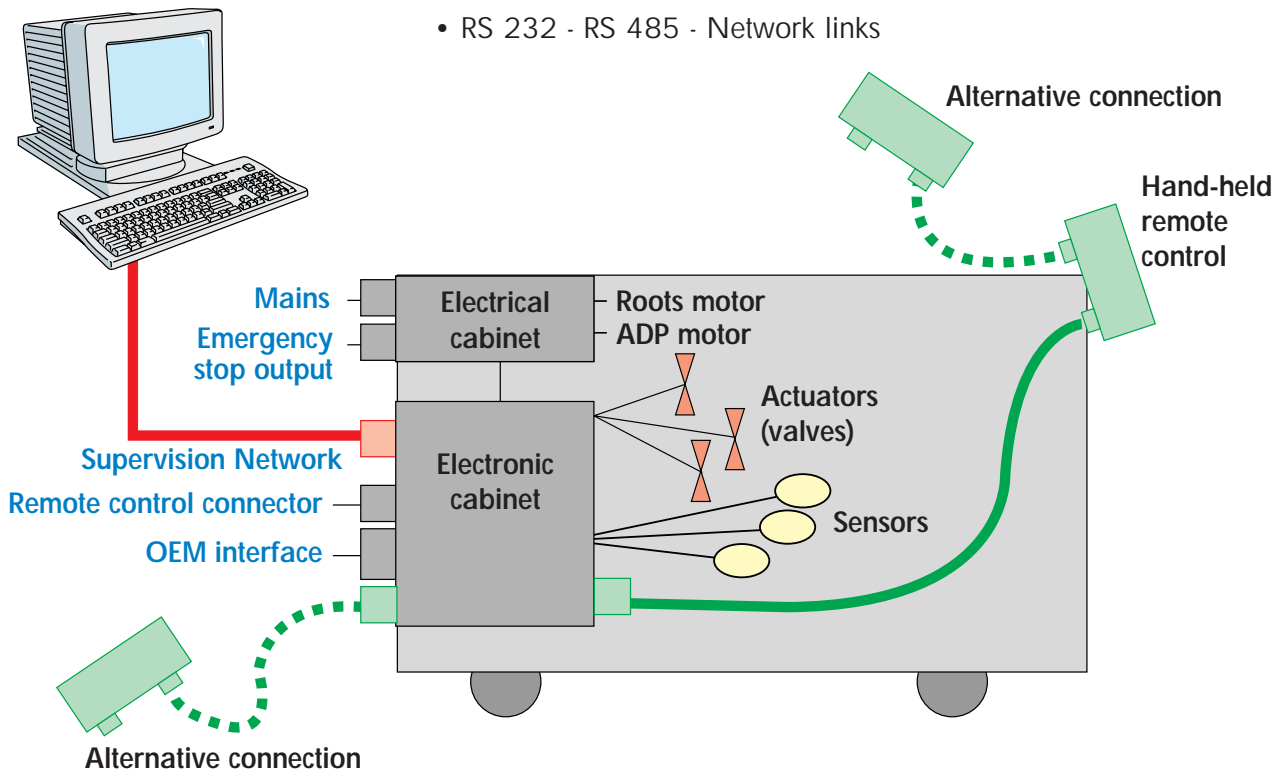 • RS 232 - RS 485 - Network links
Alternative connection
Hand-held
remote
control
Mains
Emergency
stop output
Electrical
cabinet
Roots motor
ADP motor
Actuators
(valves)
Supervision Network
Electronic
cabinet
Remote control connector
Sensors
OEM interface
Alternative connection